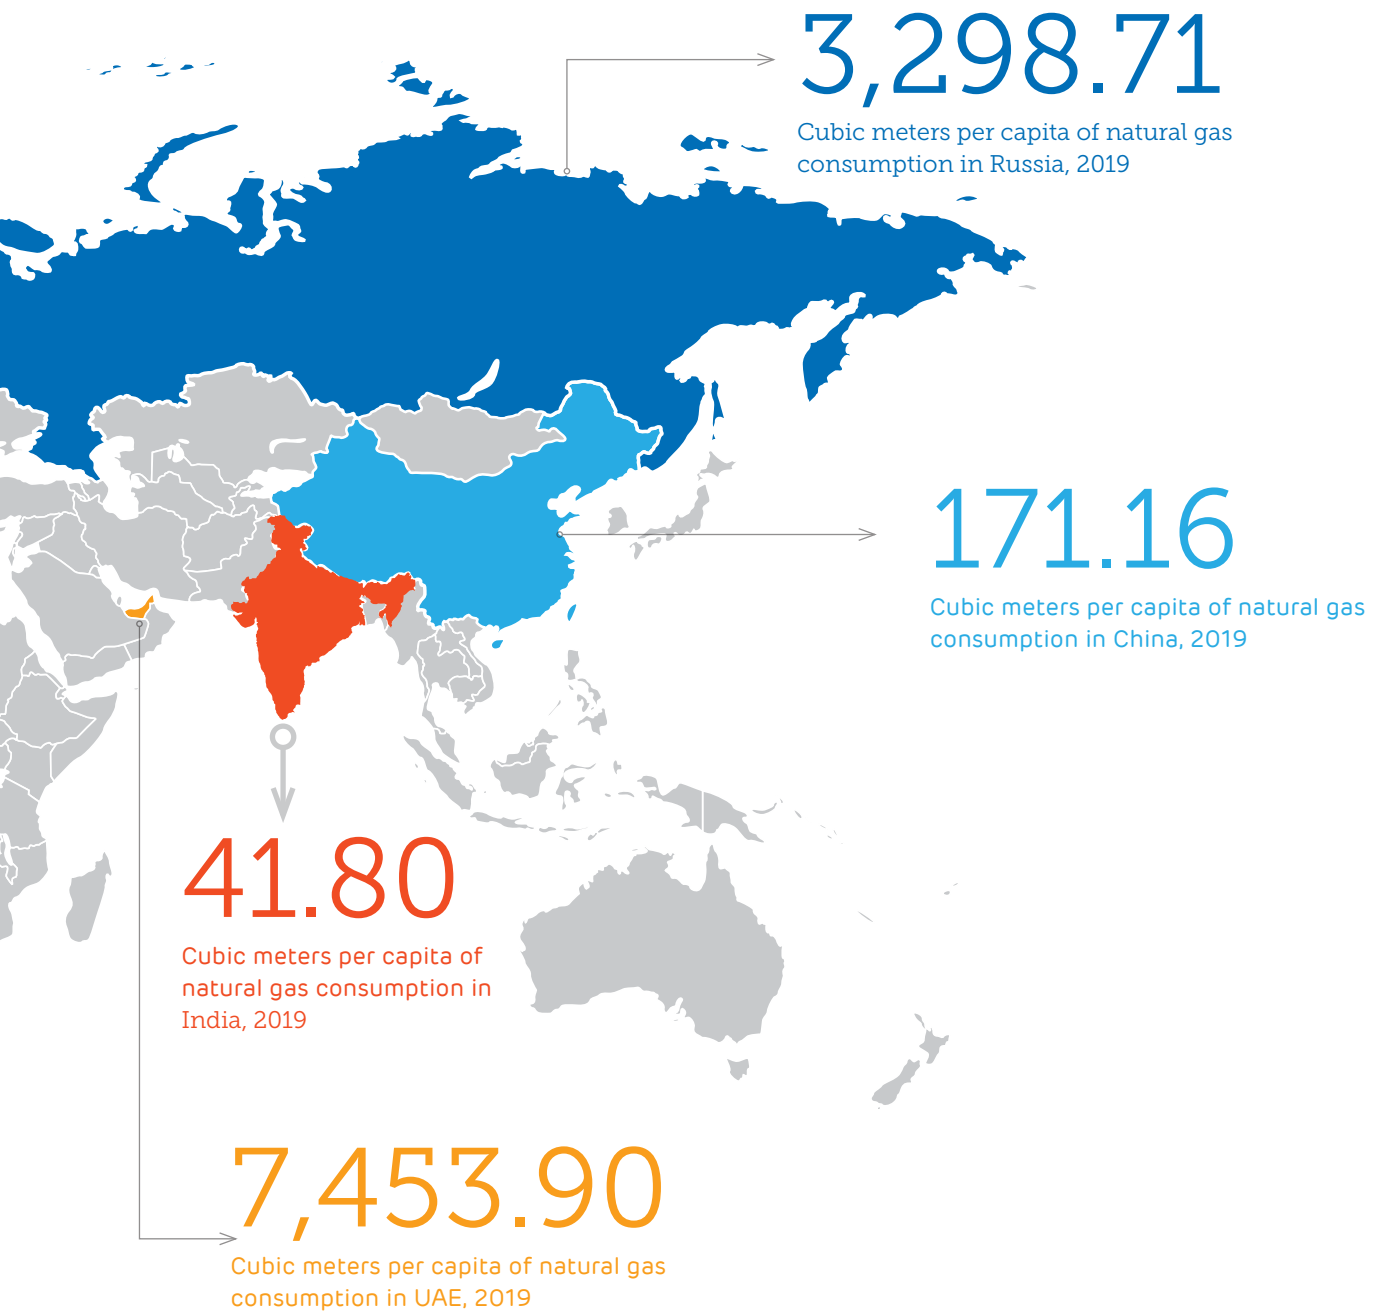 3,298.71
Cubic meters per capita of natural gas
consumption in Russia, 2019
171.16
Cubic meters per capita of natural gas
consumption in China, 2019
41.80
Cubic meters per capita of
natural gas consumption in
India, 2019
7,453.90
Cubic meters per capita of natural gas
consumption in UAE, 2019